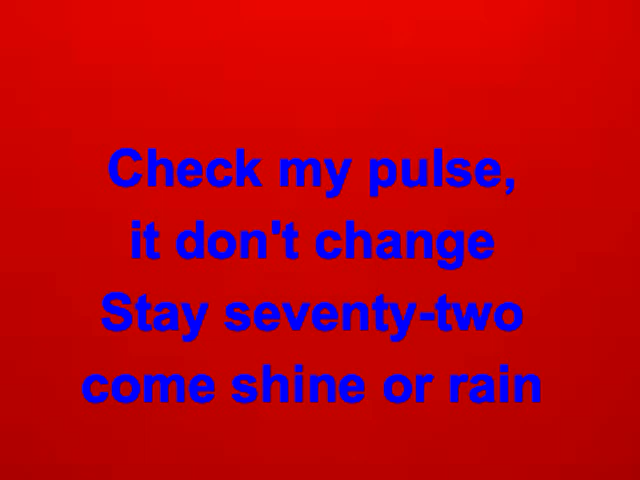 Check my pulse,
it don't change
Stay seventy-two
come shine or rain